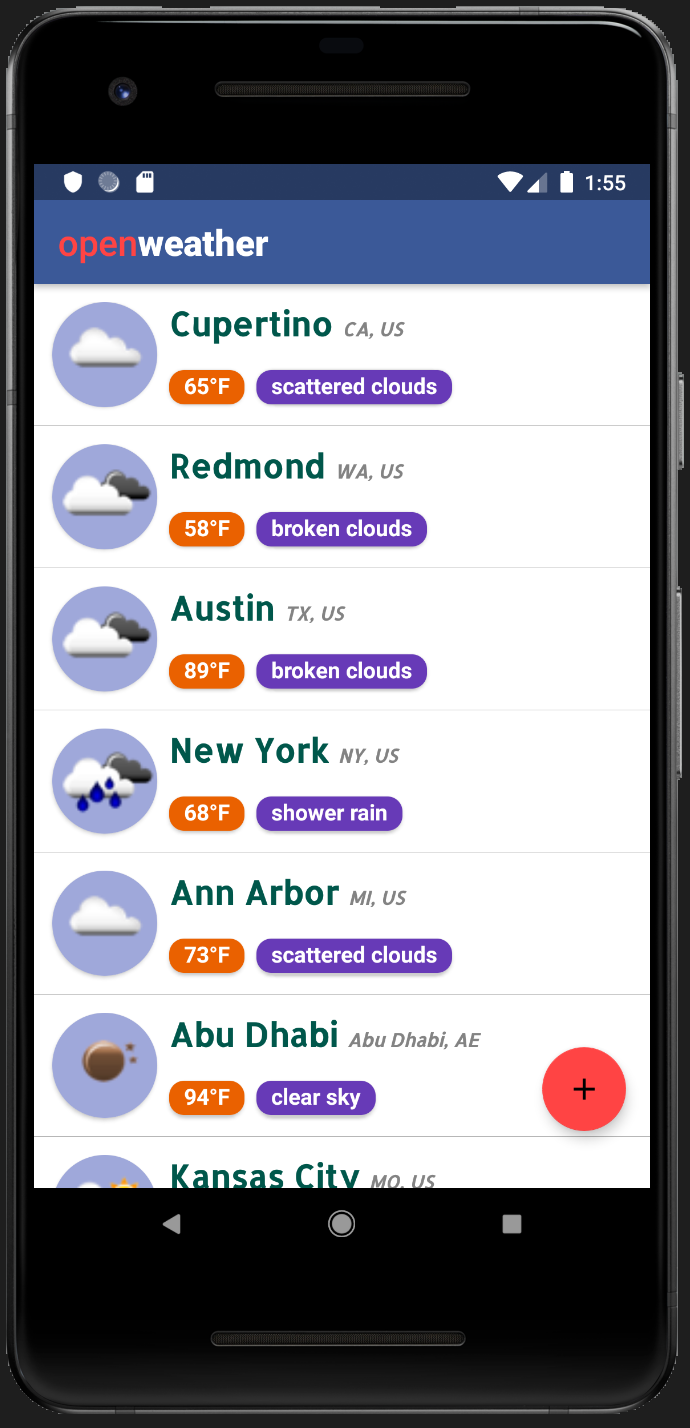 1:55
openweather
Cupertino CA, US
65°F scattered clouds
Redmond WA, US
58°F broken clouds
Austin TX, US
89°F broken clouds
New York NY, US
68°F shower rain
Ann Arbor MI, US
73°F scattered clouds
Abu Dhabi Abu Dhabi, AE
94°F clear sky
+
Kansas City MO, US